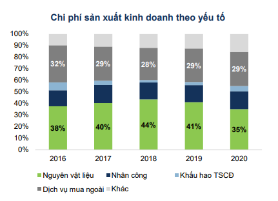 Chi phí sản xuất kinh doanh theo yếu tố
100%
90%
80%
70%
60%
50%
40%
30%
20%
10%
0%
32% 29% 28% 29% 29%
38% 40% 44% 41% 35%
2016 2017 2018 2019 2020
Nguyên vật liệu Nhân công Khấu hao TSCĐ
Dịch vụ mua ngoài Khác